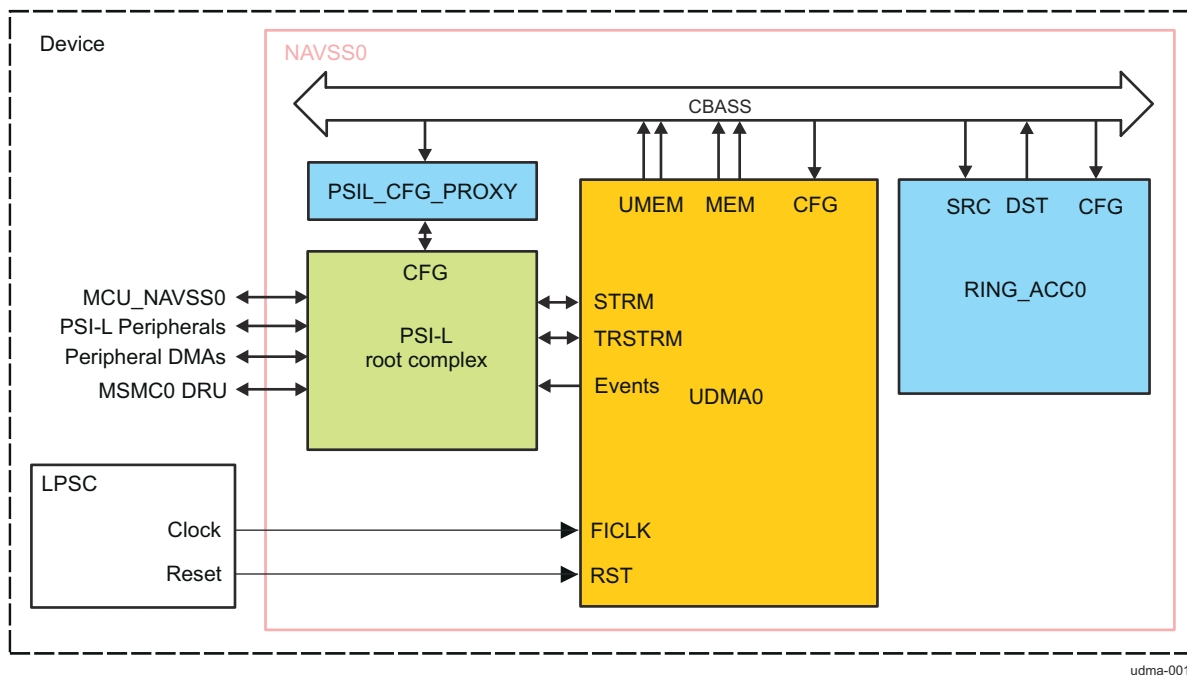 Device
NAVSS0
CBASS
PSIL_CFG_PROXY
UMEM MEM CFG
SRC DST CFG
CFG
PSI-L
root complex
MCU_NAVSS0
PSI-L Peripherals
Peripheral DMAs
MSMC0 DRU
STRM
TRSTRM
Events
UDMA0
RING_ACC0
LPSC
Clock
Reset
FICLK
RST
udma-001